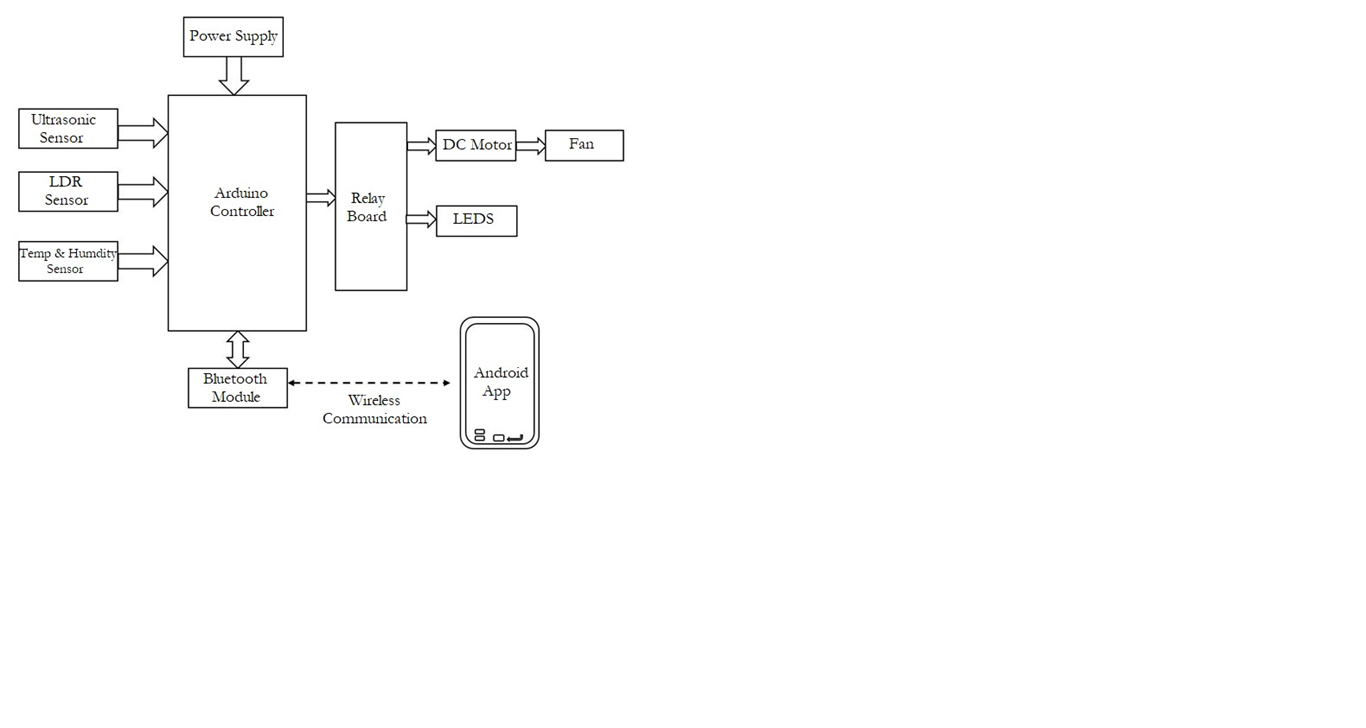 Power Supply
Ultrasonic
Sensor
LDR
Sensor
Temp & Humdity
Sensor
Arduino
Controller
Relay
Board
DC Motor
Fan
LEDS
Bluetooth
Module
Wireless
Communication
Android
App